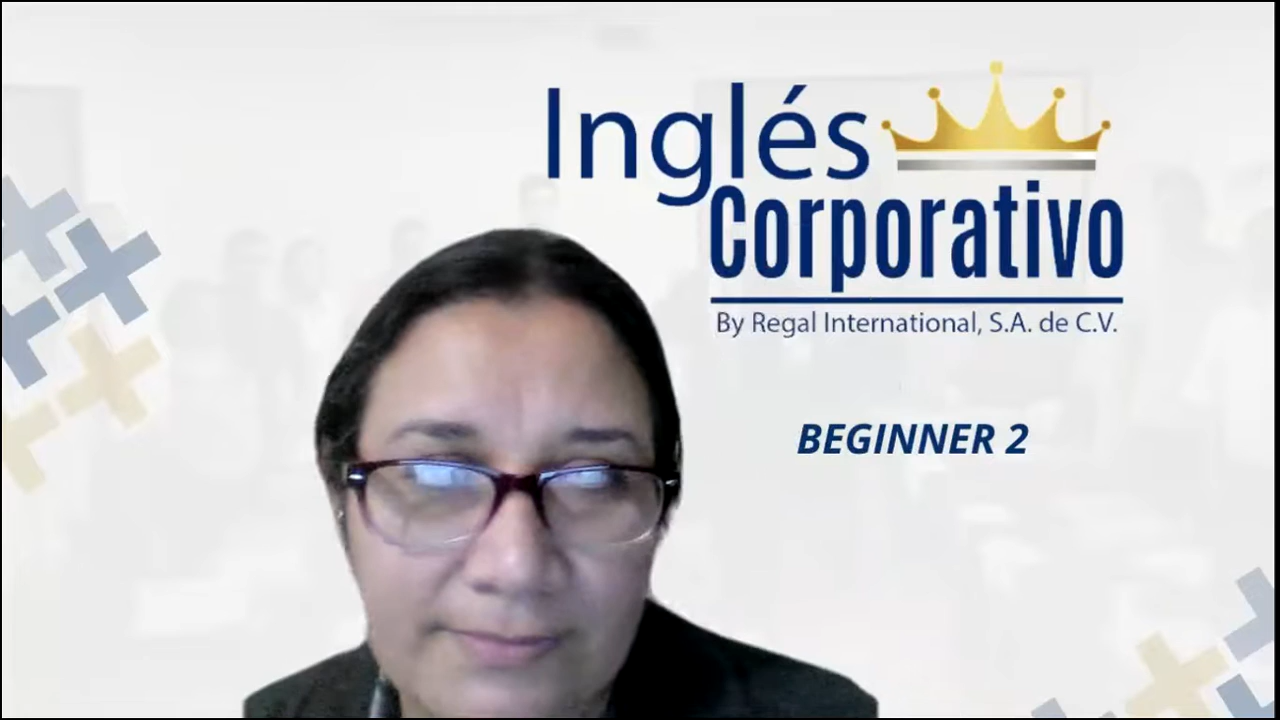 Inglés
Corporativo
By Regal International, S.A. de C.V.
BEGINNER 2